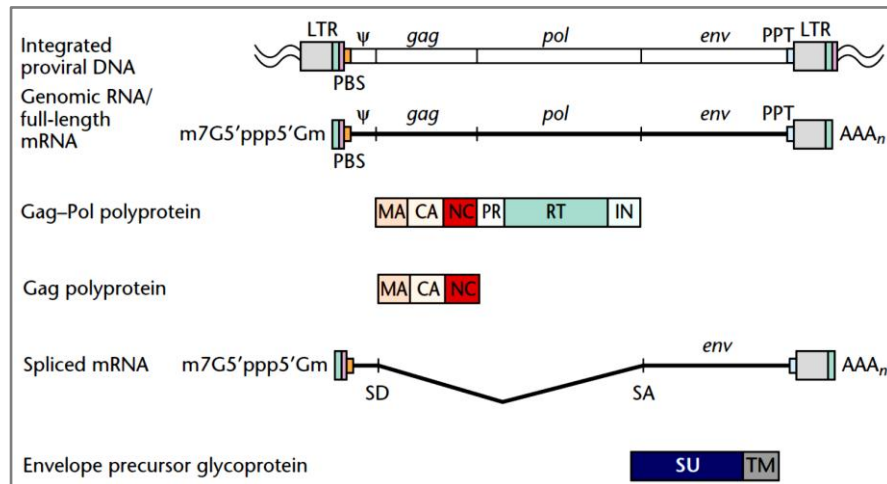 LTR ψ gag pol env PPT LTR
Integrated
proviral DNA
PBS
Genomic RNA/
full-length
mRNA
ψ gag pol env PPT
m7G5'ppp5'Gm AAAn
PBS
Gag–Pol polyprotein MA CA NC PR RT IN
Gag polyprotein MA CA NC
env
Spliced mRNA m7G5'ppp5'Gm AAAn
SD SA
Envelope precursor glycoprotein SU TM